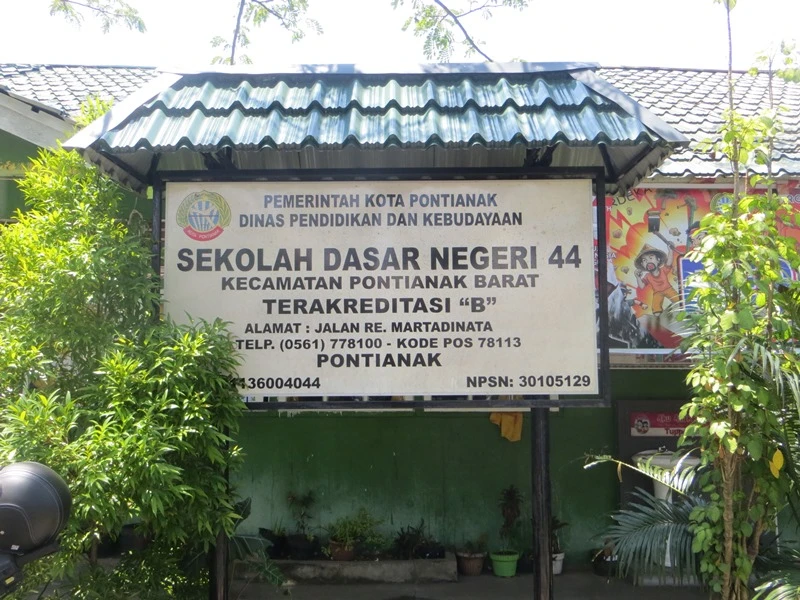 PEMERINTAH KOTA PONTIANAK
DINAS PENDIDIKAN DAN KEBUDAYAAN
SEKOLAH DASAR NEGERI 44
KECAMATAN PONTIANAK BARAT
TERAKREDITASI "B"
ALAMAT : JALAN RE. MARTADINATA
TELP. (0561) 778100 - KODE POS 78113
PONTIANAK
NPSN: 30105129